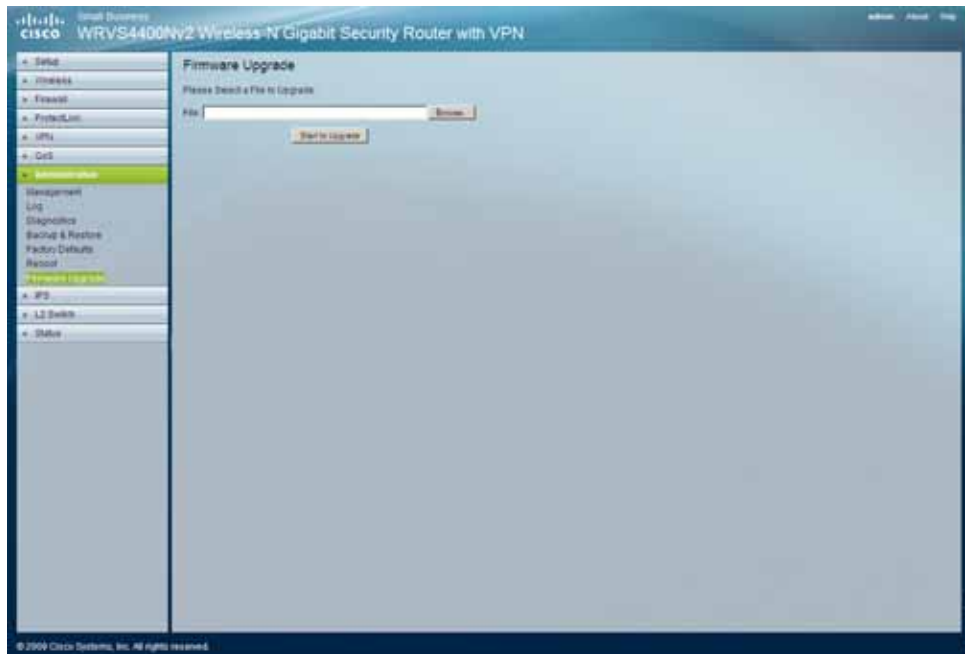 Small Business
cisco WRVS4400Nv2 Wireless-N Gigabit Security Router with VPN
admin About Help
Setup
Wireless
Firewall
ProtectLink
VPN
QoS
Administration
Management
Log
Diagnostics
Backup & Restore
Factory Defaults
Reboot
Firmware Upgrade
IPS
L2 Switch
Status
Firmware Upgrade
Please Select a File to Upgrade
File: Browse...
Start to Upgrade
© 2009 Cisco Systems, Inc. All rights reserved.